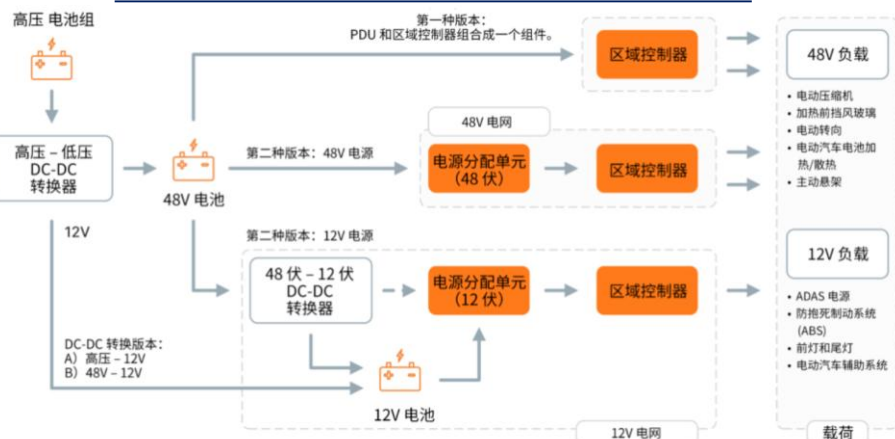 高压 电池组
第一种版本：
PDU 和区域控制器组合成一个组件。
区域控制器
48V 负载
• 电动压缩机
• 加热前挡风玻璃
• 电动转向
• 电动汽车电池加
热/散热
• 主动悬架
高压 – 低压
DC-DC
转换器
48V 电池
第二种版本：48V 电源
48V 电网
电源分配单元
（48 伏）
区域控制器
12V
第二种版本：12V 电源
48 伏 – 12 伏
DC-DC
转换器
电源分配单元
（12 伏）
区域控制器
12V 负载
• ADAS 电源
• 防抱死制动系统
(ABS)
• 前灯和尾灯
• 电动汽车辅助系统
DC-DC 转换版本：
A）高压 – 12V
B）48V – 12V
12V 电池
12V 电网
载荷